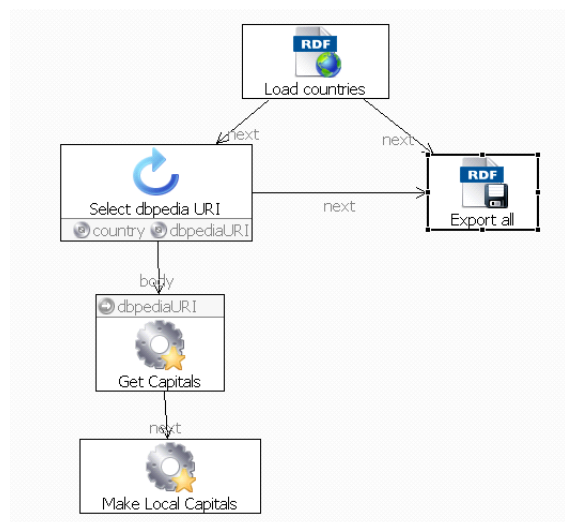 RDF
Load countries
next
next
Select dbpedia URI
country dbpediaURI
next
RDF
Export all
body
dbpediaURI
Get Capitals
next
Make Local Capitals